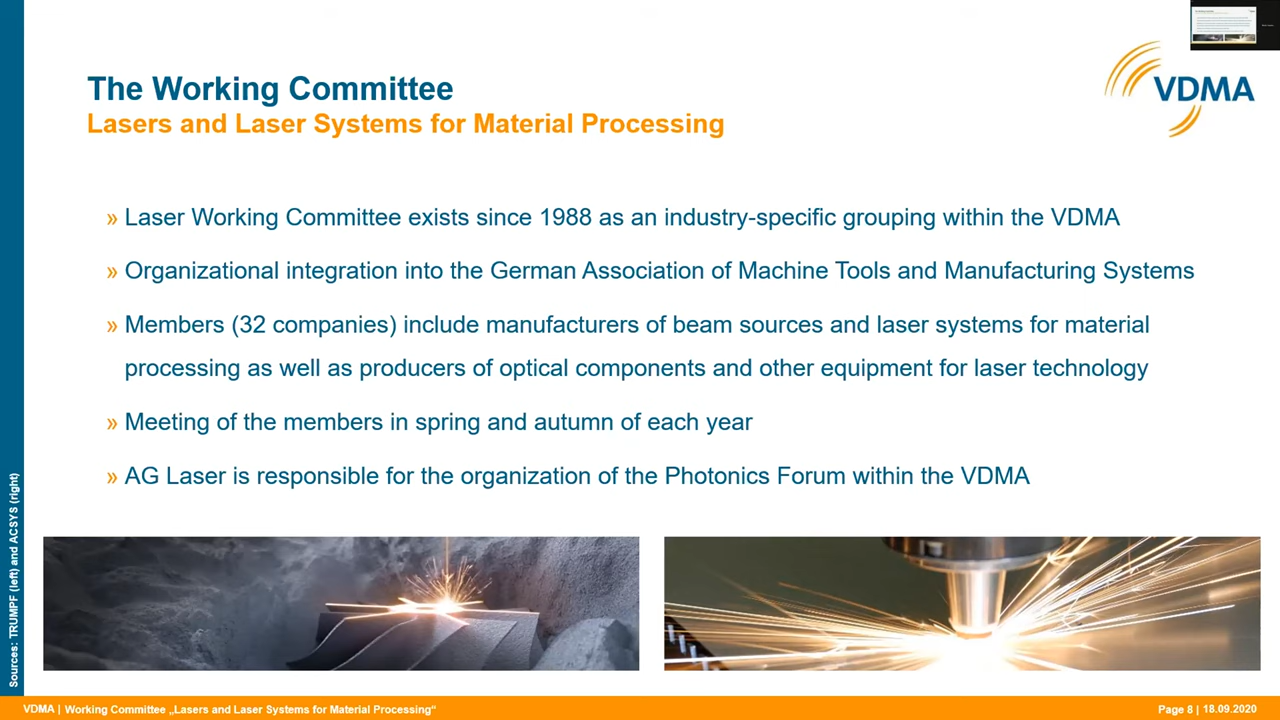 VDMA
The Working Committee
Lasers and Laser Systems for Material Processing
» Laser Working Committee exists since 1988 as an industry-specific grouping within the VDMA
» Organizational integration into the German Association of Machine Tools and Manufacturing Systems
» Members (32 companies) include manufacturers of beam sources and laser systems for material
processing as well as producers of optical components and other equipment for laser technology
» Meeting of the members in spring and autumn of each year
» AG Laser is responsible for the organization of the Photonics Forum within the VDMA
Sources: TRUMPF (left) and ACSYS (right)
VDMA | Working Committee „Lasers and Laser Systems for Material Processing“
Page 8 | 18.09.2020